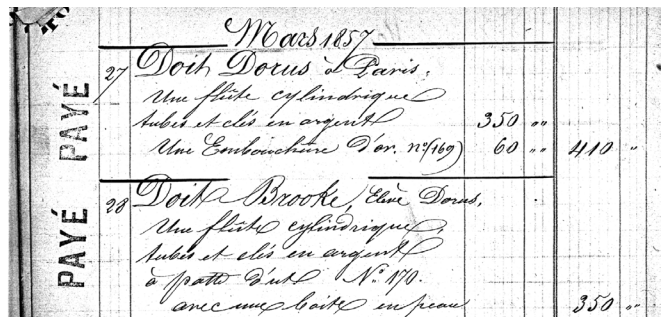 Mars 1857
27 Doit Dorus à Paris,
Une flûte cylindrique
tubes et clés en argent 350 "
Une Embouchure d'or. no (169) 60 " 410 "
PAYÉ
28 Doit Brooke, Elève Dorus,
Une flûte cylindrique,
tubes et clés en argent
à patte d'ut No 170.
avec une boite en peau 350 "
PAYÉ